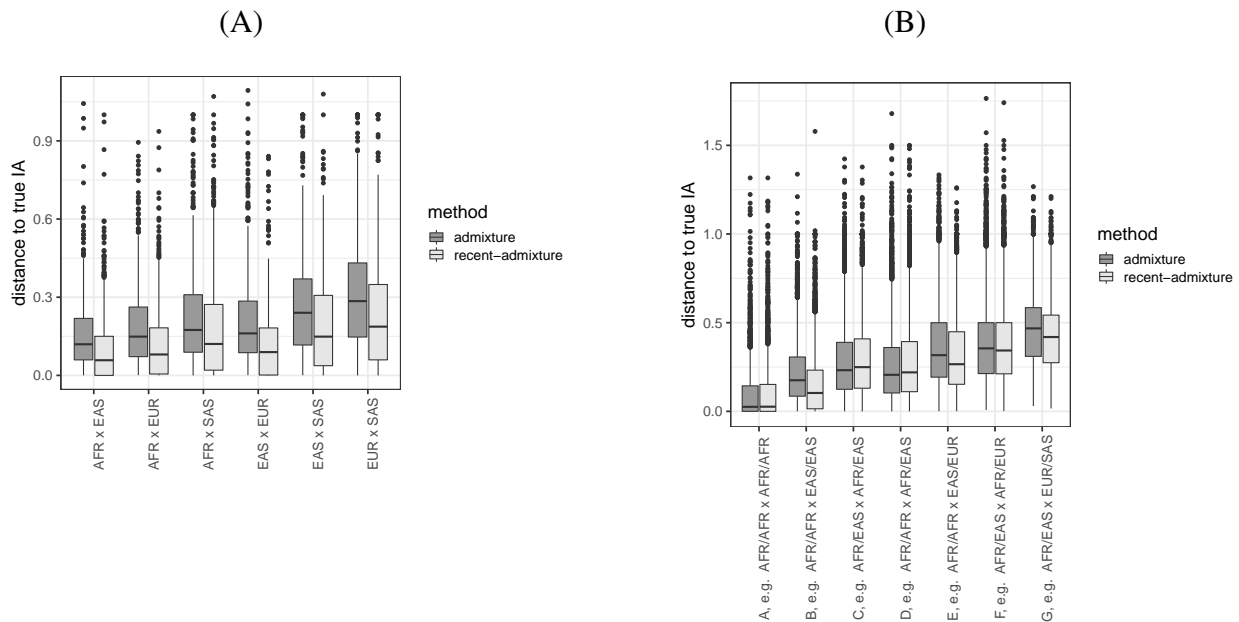 (A)
distance to true IA
0.9
0.6
0.3
0.0
AFR x EAS
AFR x EUR
AFR x SAS
EAS x EUR
EAS x SAS
EUR x SAS
method
admixture
recent−admixture
(B)
distance to true IA
1.5
1.0
0.5
0.0
A, e.g. AFR/AFR x AFR/AFR
B, e.g. AFR/AFR x EAS/EAS
C, e.g. AFR/EAS x AFR/EAS
D, e.g. AFR/AFR x AFR/EAS
E, e.g. AFR/AFR x EAS/EUR
F, e.g. AFR/EAS x AFR/EUR
G, e.g. AFR/EAS x EUR/SAS
method
admixture
recent−admixture